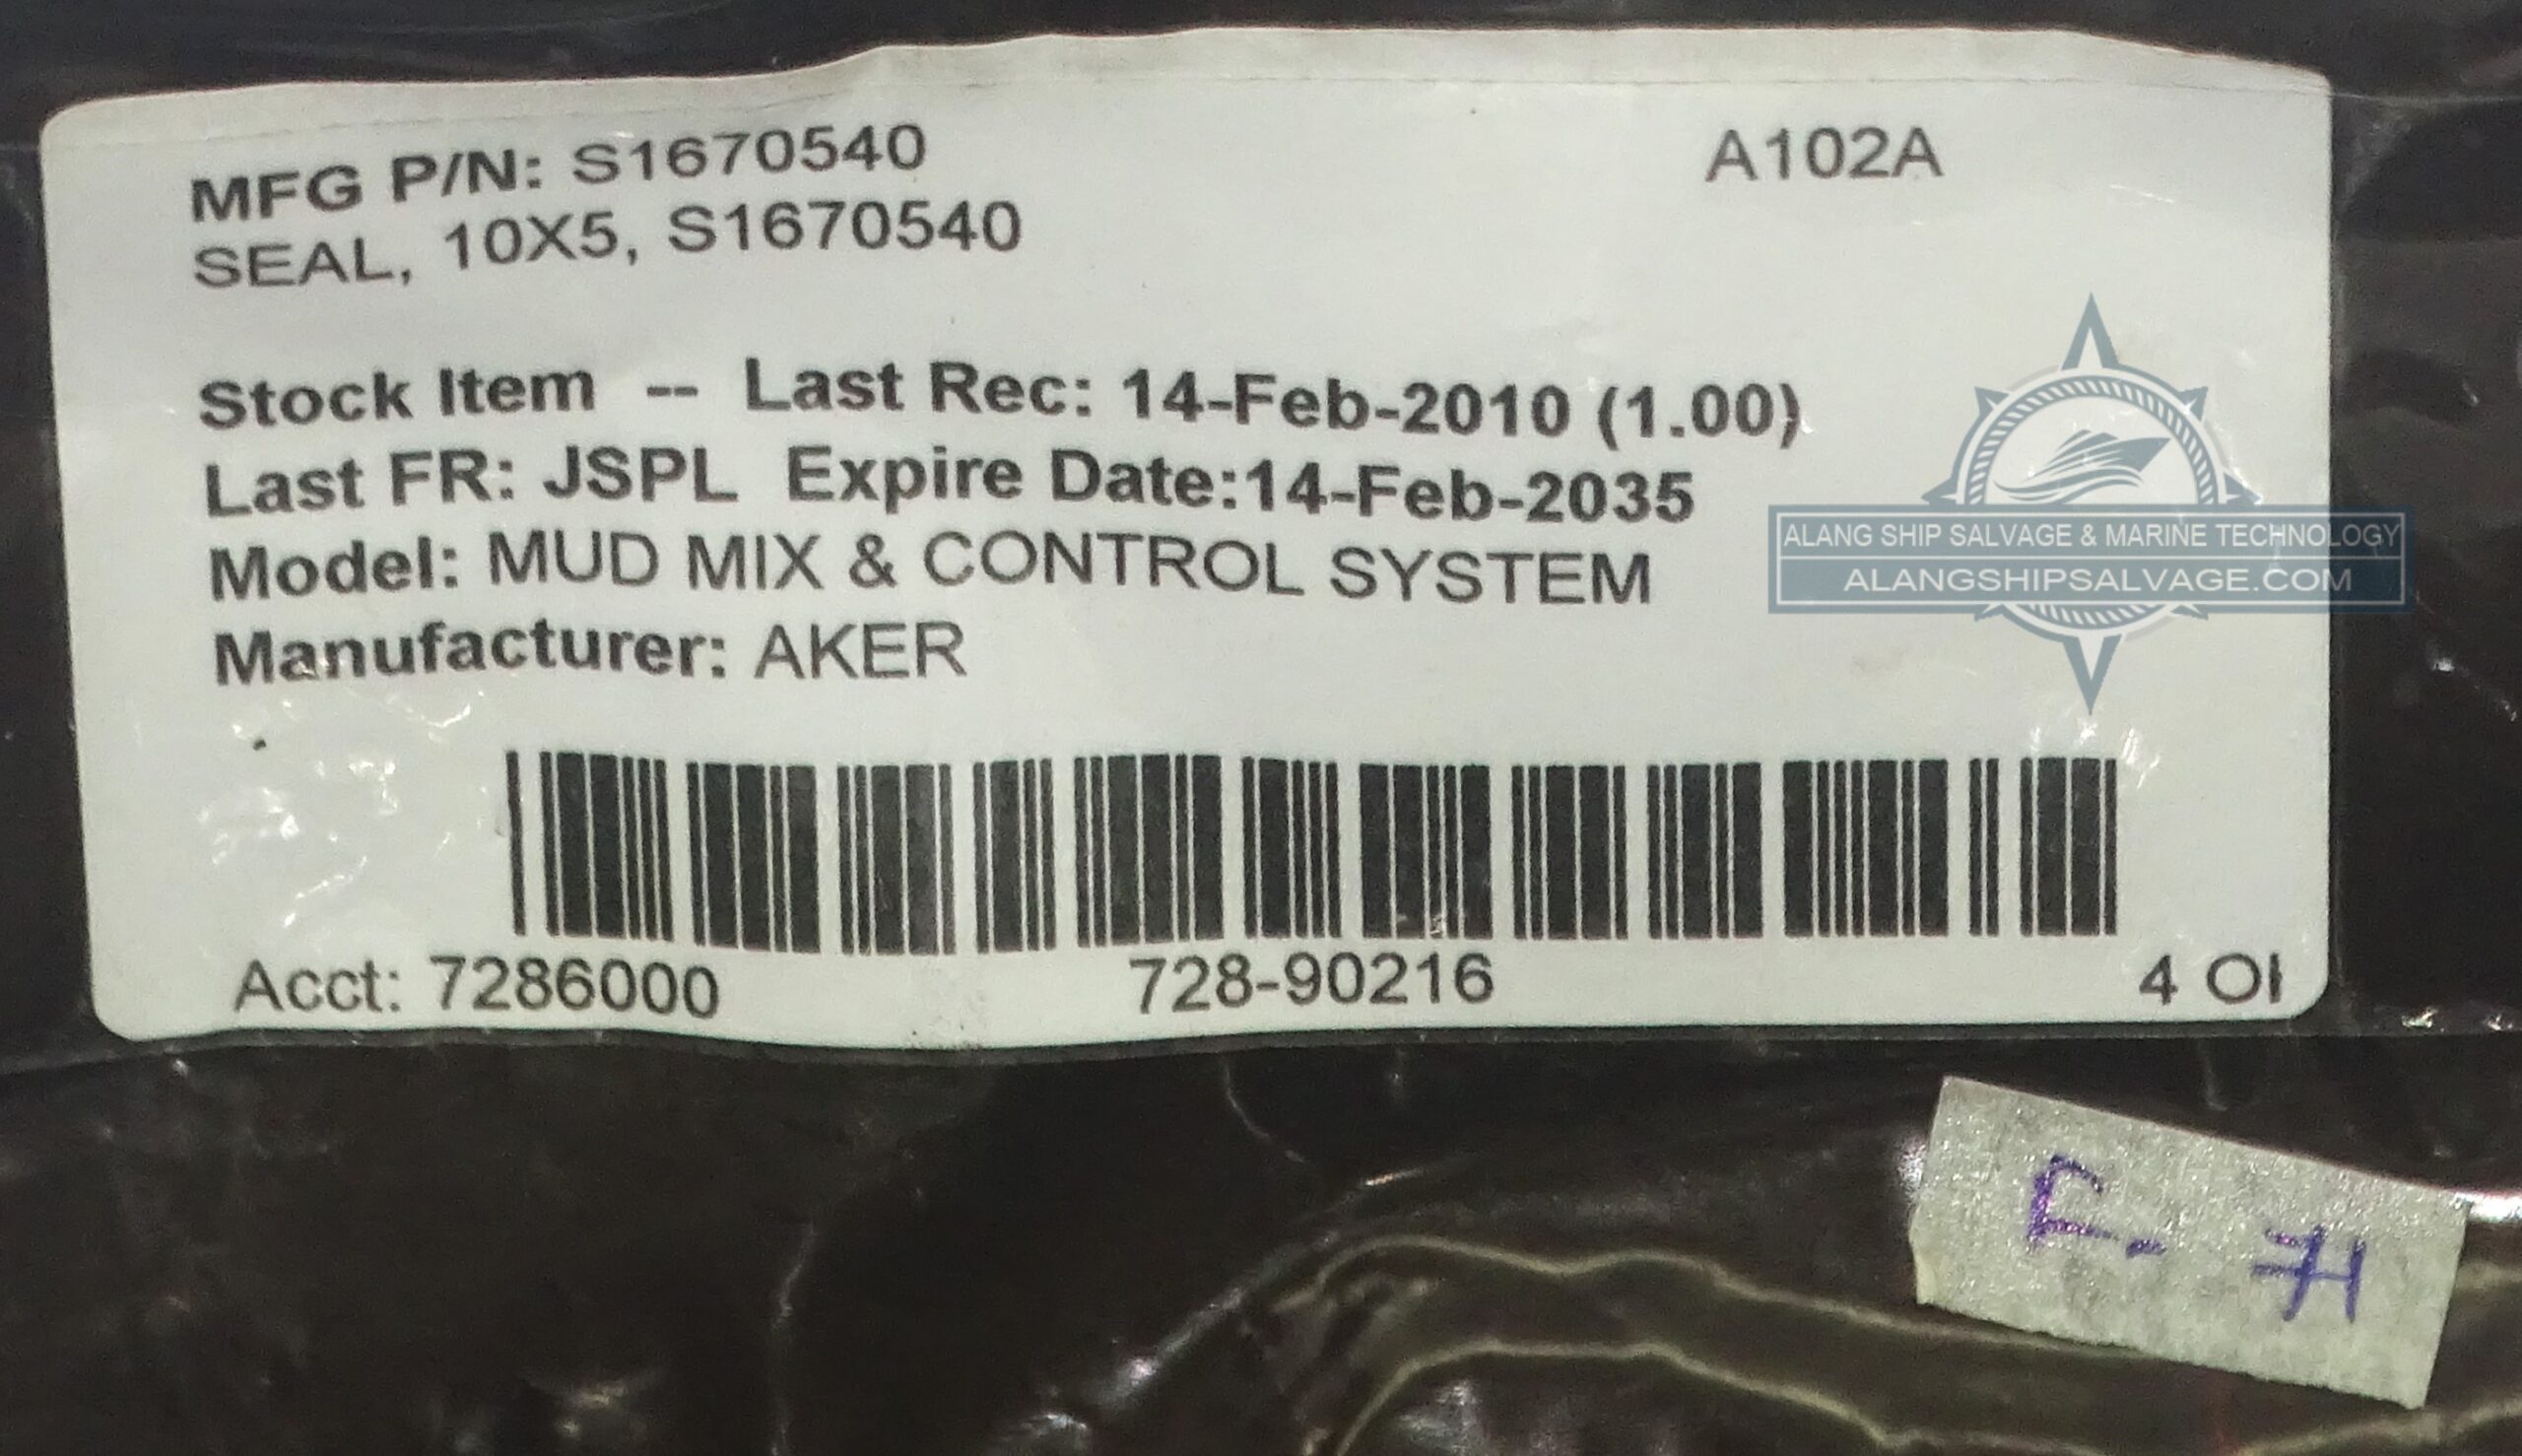 MFG P/N: S1670540
A102A
SEAL, 10X5, S1670540
Stock Item -- Last Rec: 14-Feb-2010 (1.00)
Last FR: JSPL Expire Date:14-Feb-2035
Model: MUD MIX & CONTROL SYSTEM
Manufacturer: AKER
Acct: 7286000
728-90216
4 OI
ALANG SHIP SALVAGE & MARINE TECHNOLOGY
ALANGSHIPSALVAGE.COM